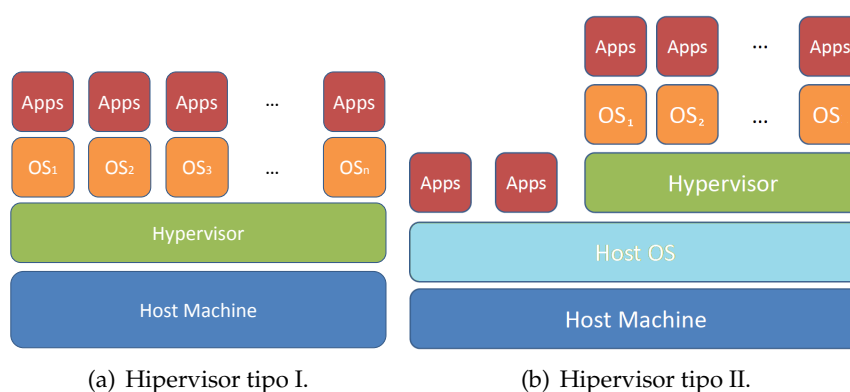 Apps Apps Apps ... Apps
OS₁ OS₂ OS₃ ... OSₙ
Hypervisor
Host Machine
(a) Hipervisor tipo I.
Apps Apps ... Apps
OS₁ OS₂ ... OS
Apps Apps Hypervisor
Host OS
Host Machine
(b) Hipervisor tipo II.